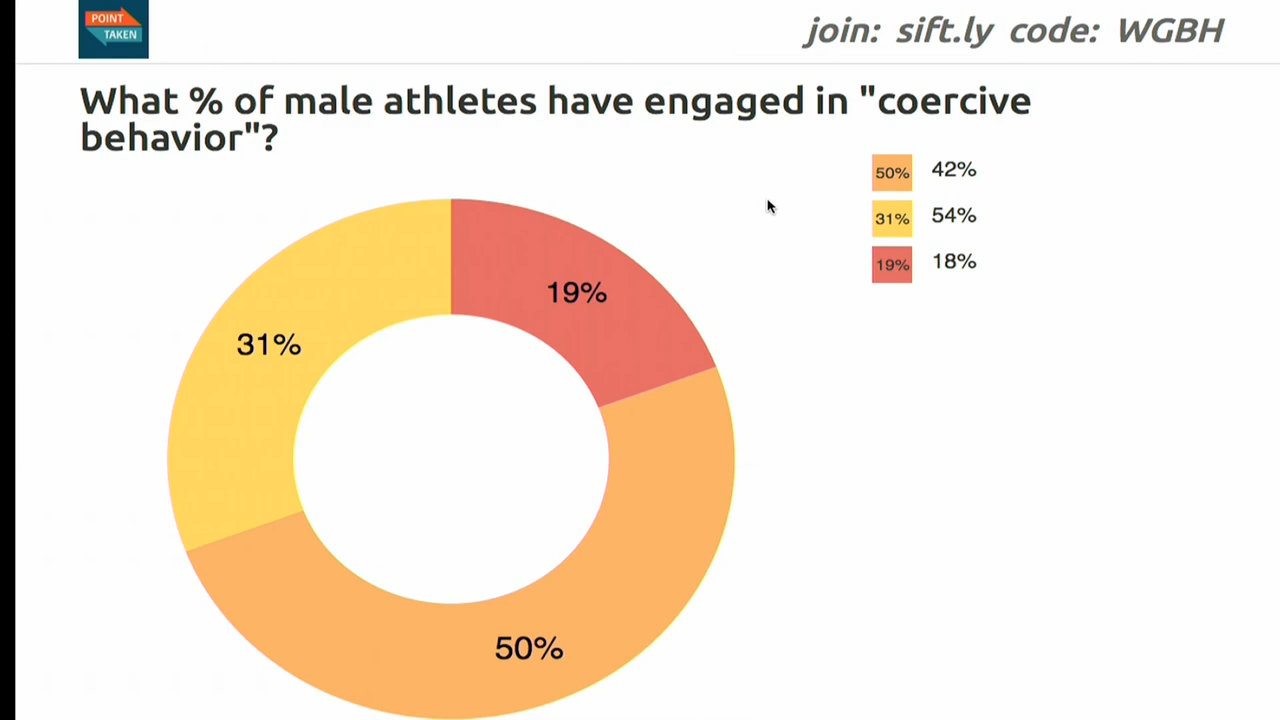 POINT
TAKEN
join: sift.ly code: WGBH
What % of male athletes have engaged in "coercive
behavior"?
50% 42%
31% 54%
19% 18%
19%
31%
50%